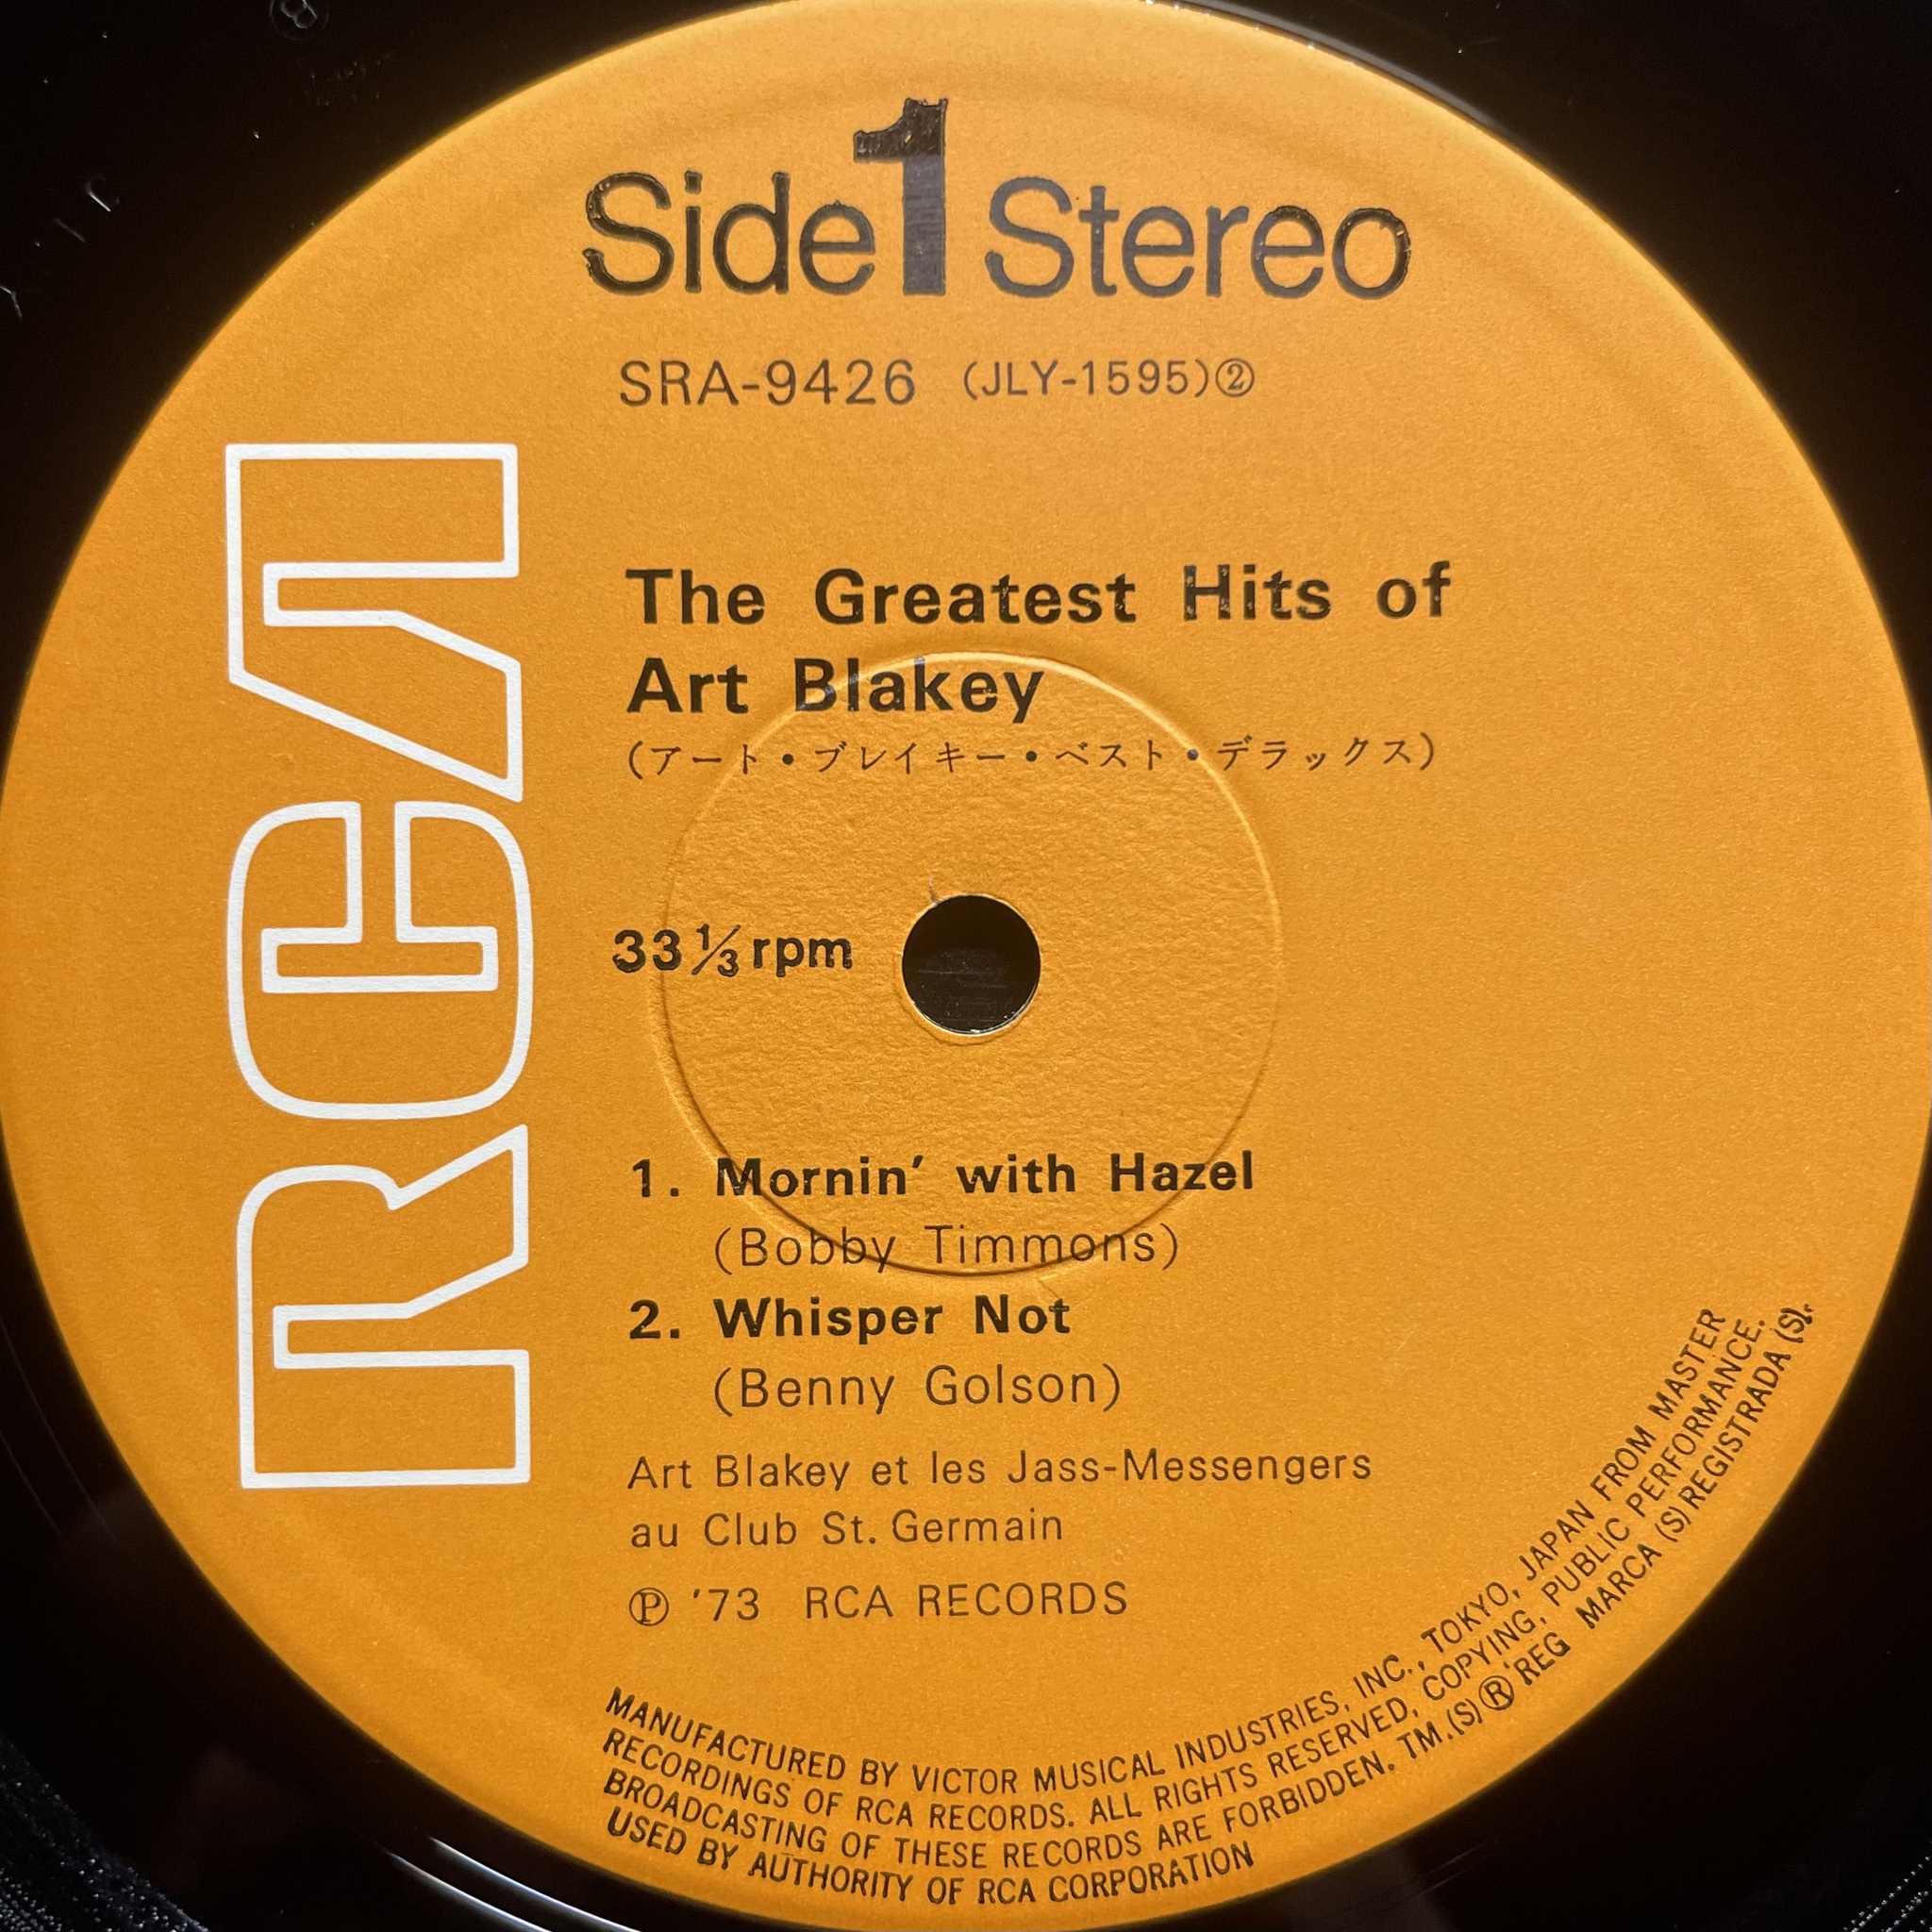 Side 1 Stereo
SRA-9426 (JLY-1595)②
RCA
The Greatest Hits of
Art Blakey
(アート・ブレイキー・ベスト・デラックス)
33 1/3 rpm
1. Mornin' with Hazel
(Bobby Timmons)
2. Whisper Not
(Benny Golson)
Art Blakey et les Jass-Messengers
au Club St. Germain
Ⓟ '73 RCA RECORDS
MANUFACTURED BY VICTOR MUSICAL INDUSTRIES, INC., TOKYO, JAPAN FROM MASTER
RECORDINGS OF RCA RECORDS. ALL RIGHTS RESERVED, COPYING, PUBLIC PERFORMANCE.
BROADCASTING OF THESE RECORDS ARE FORBIDDEN. TM.(S)® REG MARCA (S) REGISTRADA (S).
USED BY AUTHORITY OF RCA CORPORATION